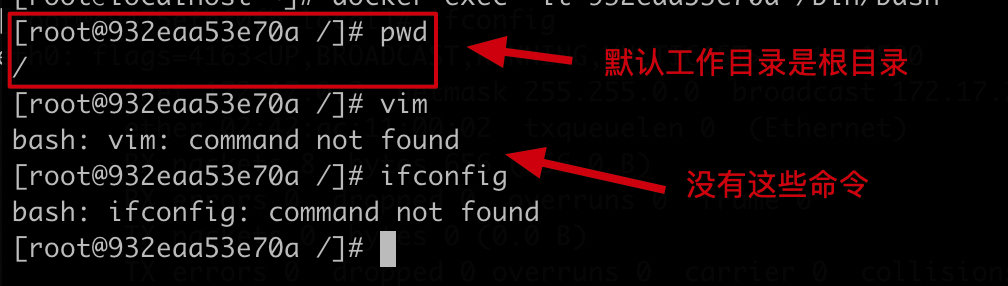 [root@localhost ~]# docker exec -it 932eaa53e70a /bin/bash
[root@932eaa53e70a /]# pwd
/
默认工作目录是根目录
[root@932eaa53e70a /]# vim
bash: vim: command not found
[root@932eaa53e70a /]# ifconfig
没有这些命令
bash: ifconfig: command not found
[root@932eaa53e70a /]#